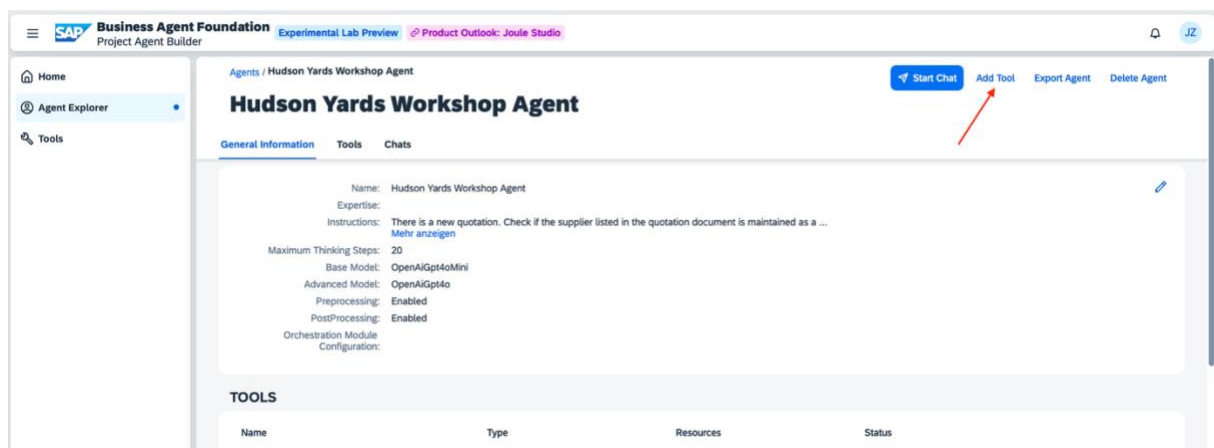 SAP Business Agent Foundation Experimental Lab Preview Product Outlook: Joule Studio JZ
Project Agent Builder
Home
Agent Explorer
Tools
Agents / Hudson Yards Workshop Agent
Start Chat Add Tool Export Agent Delete Agent
Hudson Yards Workshop Agent
General Information Tools Chats
Name: Hudson Yards Workshop Agent
Expertise:
Instructions: There is a new quotation. Check if the supplier listed in the quotation document is maintained as a ...
Mehr anzeigen
Maximum Thinking Steps: 20
Base Model: OpenAiGpt4oMini
Advanced Model: OpenAiGpt4o
Preprocessing: Enabled
PostProcessing: Enabled
Orchestration Module
Configuration:
TOOLS
Name Type Resources Status